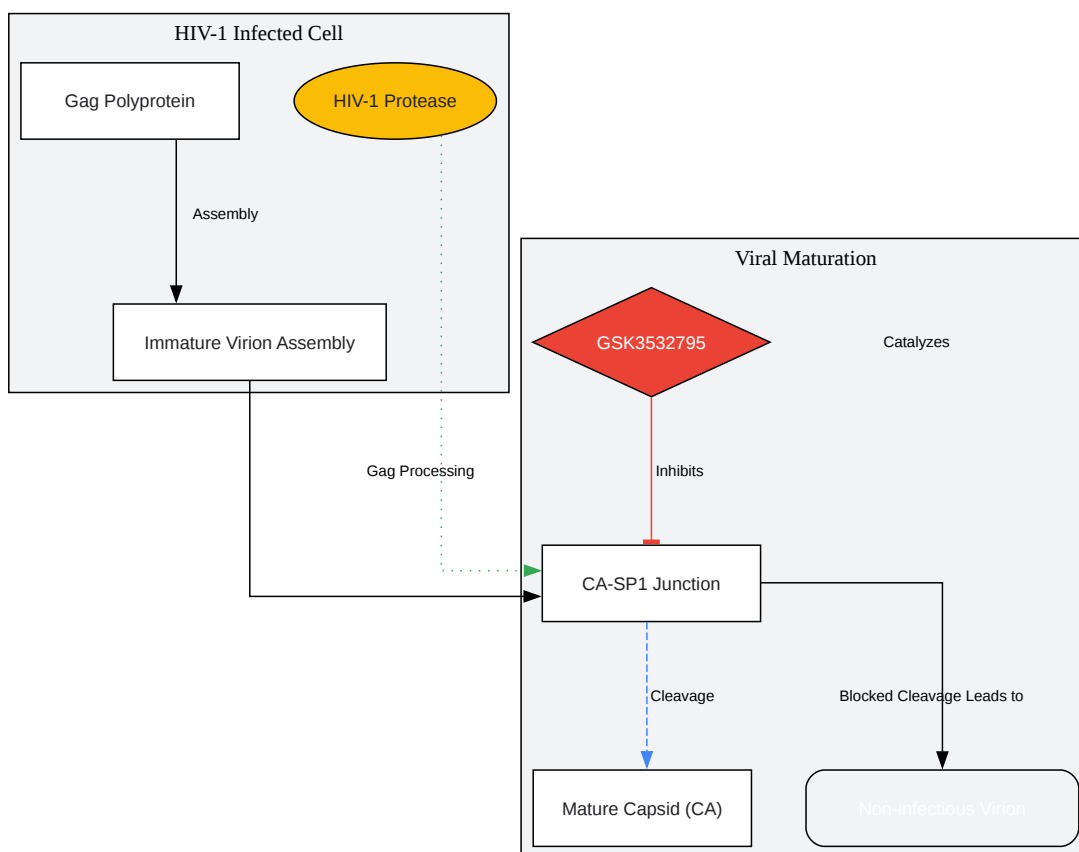 HIV-1 Infected Cell
Gag Polyprotein
HIV-1 Protease
Assembly
Immature Virion Assembly
Viral Maturation
GSK3532795
Catalyzes
Gag Processing
Inhibits
CA-SP1 Junction
Cleavage
Blocked Cleavage Leads to
Mature Capsid (CA)
Non-infectious Virion